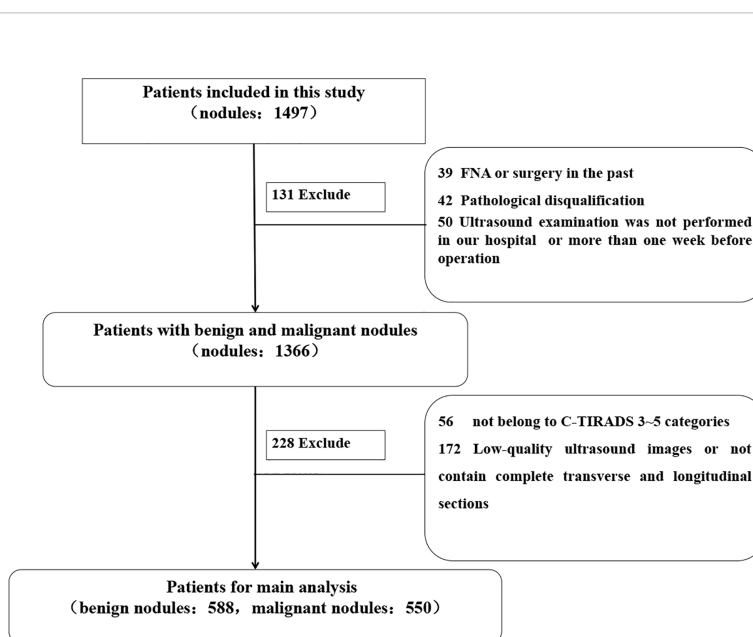 Patients included in this study
（nodules：1497）
39 FNA or surgery in the past
131 Exclude
42 Pathological disqualification
50 Ultrasound examination was not performed
in our hospital or more than one week before
operation
Patients with benign and malignant nodules
（nodules：1366）
56 not belong to C-TIRADS 3~5 categories
228 Exclude
172 Low-quality ultrasound images or not
contain complete transverse and longitudinal
sections
Patients for main analysis
（benign nodules：588，malignant nodules：550）